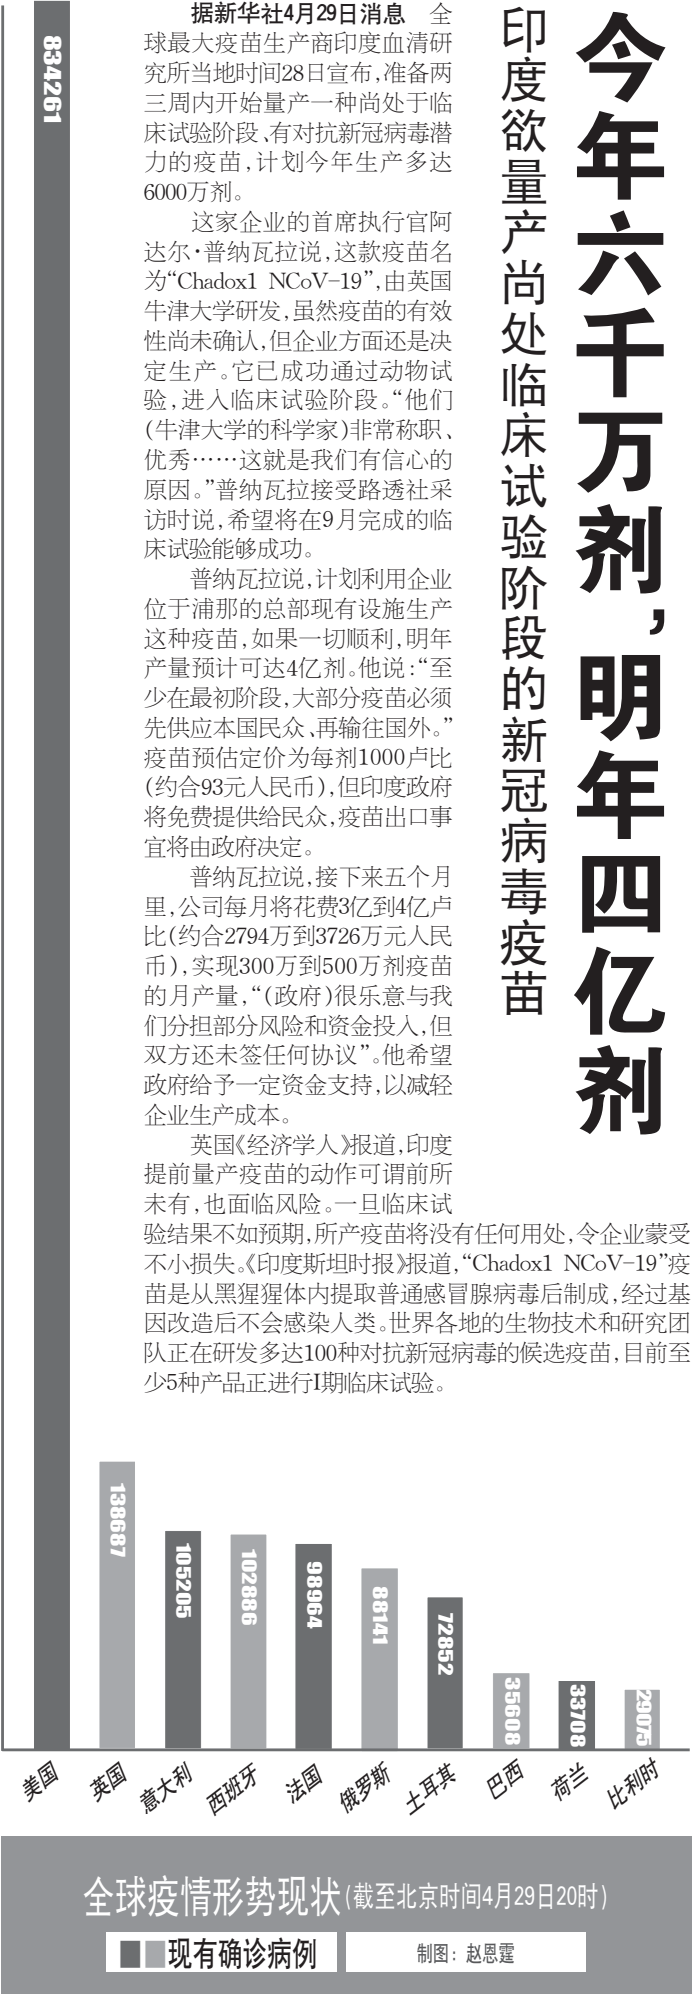 今年六千万剂，明年四亿剂
印度欲量产尚处临床试验阶段的新冠病毒疫苗
据新华社4月29日消息　全
球最大疫苗生产商印度血清研
究所当地时间28日宣布，准备两
三周内开始量产一种尚处于临
床试验阶段、有对抗新冠病毒潜
力的疫苗，计划今年生产多达
6000万剂。
这家企业的首席执行官阿
达尔·普纳瓦拉说，这款疫苗名
为“Chadox1 NCoV-19”，由英国
牛津大学研发，虽然疫苗的有效
性尚未确认，但企业方面还是决
定生产。它已成功通过动物试
验，进入临床试验阶段。“他们
(牛津大学的科学家)非常称职、
优秀……这就是我们有信心的
原因。”普纳瓦拉接受路透社采
访时说，希望将在9月完成的临
床试验能够成功。
普纳瓦拉说，计划利用企业
位于浦那的总部现有设施生产
这种疫苗，如果一切顺利，明年
产量预计可达4亿剂。他说：“至
少在最初阶段，大部分疫苗必须
先供应本国民众、再输往国外。”
疫苗预估定价为每剂1000卢比
(约合93元人民币)，但印度政府
将免费提供给民众，疫苗出口事
宜将由政府决定。
普纳瓦拉说，接下来五个月
里，公司每月将花费3亿到4亿卢
比(约合2794万到3726万元人民
币)，实现300万到500万剂疫苗
的月产量，“(政府)很乐意与我
们分担部分风险和资金投入，但
双方还未签任何协议”。他希望
政府给予一定资金支持，以减轻
企业生产成本。
英国《经济学人》报道，印度
提前量产疫苗的动作可谓前所
未有，也面临风险。一旦临床试
验结果不如预期，所产疫苗将没有任何用处，令企业蒙受
不小损失。《印度斯坦时报》报道，“Chadox1 NCoV-19”疫
苗是从黑猩猩体内提取普通感冒腺病毒后制成，经过基
因改造后不会感染人类。世界各地的生物技术和研究团
队正在研发多达100种对抗新冠病毒的候选疫苗，目前至
少5种产品正进行I期临床试验。
834261
138687
105205
102886
98964
88141
72852
35608
33708
29075
美国
英国
意大利
西班牙
法国
俄罗斯
土耳其
巴西
荷兰
比利时
全球疫情形势现状(截至北京时间4月29日20时)
现有确诊病例
制图：赵恩霆